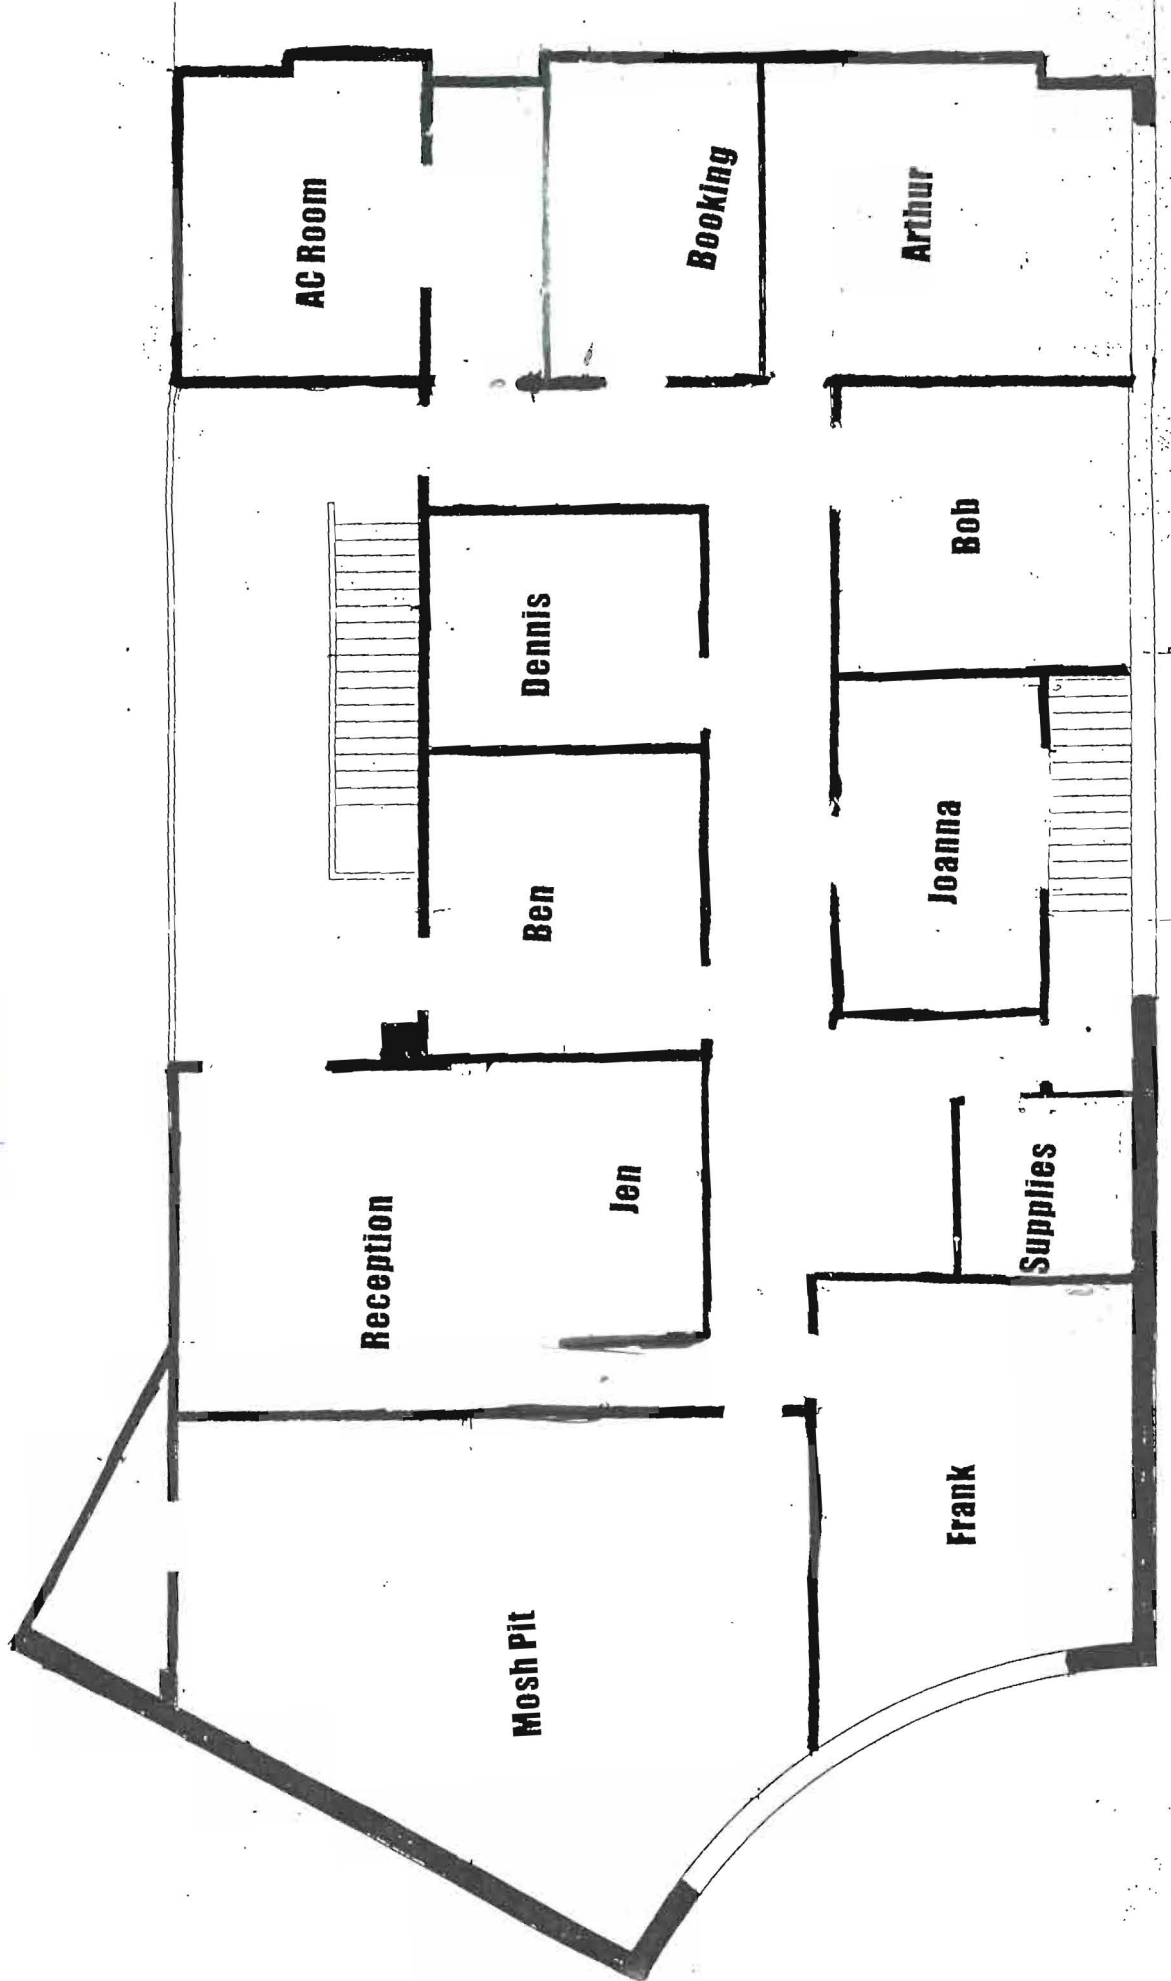 AC Room
Booking
Arthur
Dennis
Bob
Ben
Joanna
Reception
Jen
Supplies
Mosh Pit
Frank